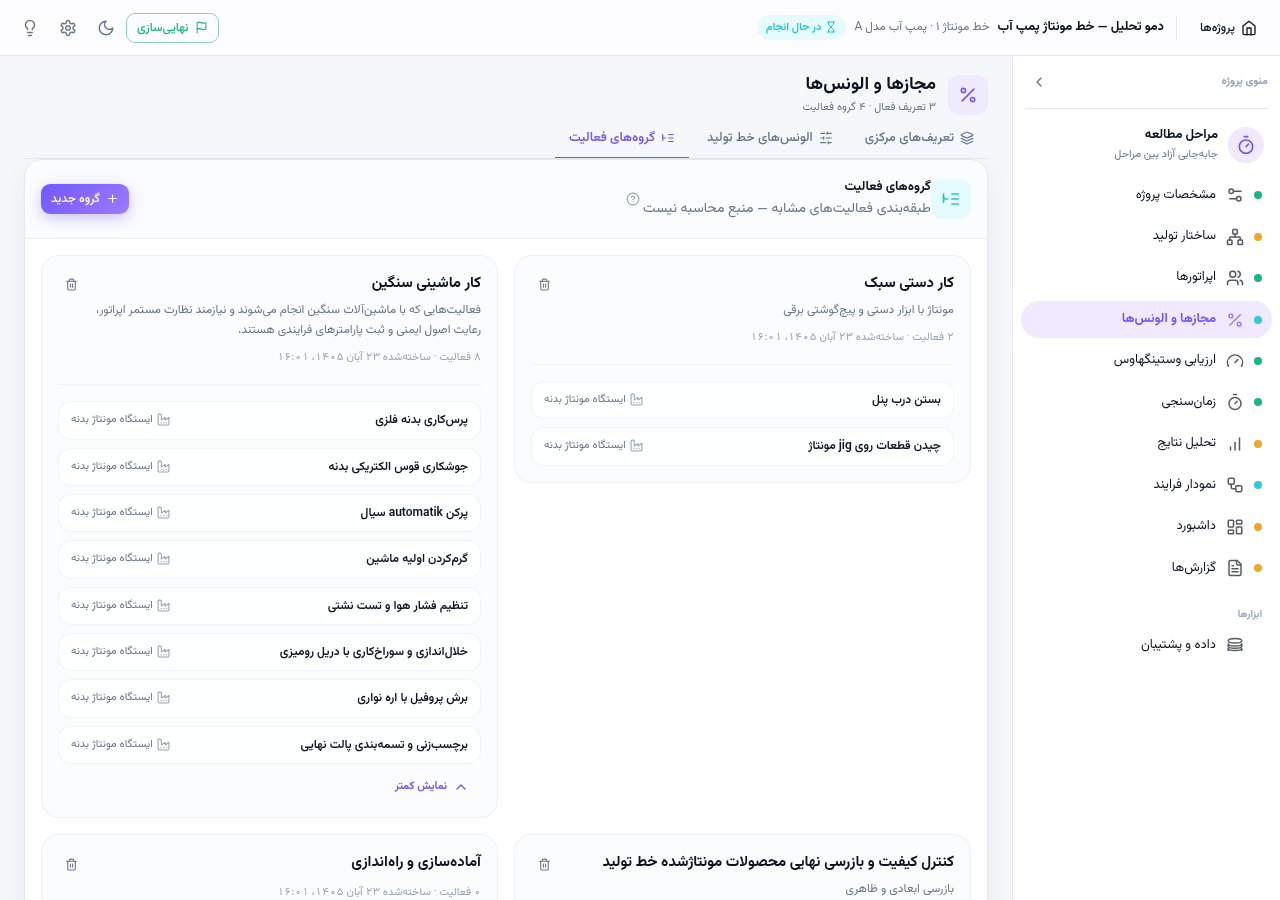 پروژه‌ها
دمو تحلیل — خط مونتاژ پمپ آب
خط مونتاژ ۱ · پمپ آب مدل A
در حال انجام
نهایی‌سازی
منوی پروژه
مراحل مطالعه
جابه‌جایی آزاد بین مراحل
مشخصات پروژه
ساختار تولید
اپراتورها
مجازها و الونس‌ها
ارزیابی وستینگهاوس
زمان‌سنجی
تحلیل نتایج
نمودار فرایند
داشبورد
گزارش‌ها
ابزارها
داده و پشتیبان
مجازها و الونس‌ها
۳ تعریف فعال · ۴ گروه فعالیت
تعریف‌های مرکزی
الونس‌های خط تولید
گروه‌های فعالیت
گروه‌های فعالیت
طبقه‌بندی فعالیت‌های مشابه — منبع محاسبه نیست
گروه جدید
کار دستی سبک
مونتاژ با ابزار دستی و پیچ‌گوشتی برقی
۲ فعالیت · ساخته‌شده ۲۳ آبان ۱۴۰۵، ۱۶:۰۱
بستن درب پنل
ایستگاه مونتاژ بدنه
چیدن قطعات روی jig مونتاژ
ایستگاه مونتاژ بدنه
کار ماشینی سنگین
فعالیت‌هایی که با ماشین‌آلات سنگین انجام می‌شوند و نیازمند نظارت مستمر اپراتور،
رعایت اصول ایمنی و ثبت پارامترهای فرایندی هستند.
۸ فعالیت · ساخته‌شده ۲۳ آبان ۱۴۰۵، ۱۶:۰۱
پرس‌کاری بدنه فلزی
ایستگاه مونتاژ بدنه
جوشکاری قوس الکتریکی بدنه
ایستگاه مونتاژ بدنه
پرکن automatik سیال
ایستگاه مونتاژ بدنه
گرم‌کردن اولیه ماشین
ایستگاه مونتاژ بدنه
تنظیم فشار هوا و تست نشتی
ایستگاه مونتاژ بدنه
خلال‌اندازی و سوراخ‌کاری با دریل رومیزی
ایستگاه مونتاژ بدنه
برش پروفیل با اره نواری
ایستگاه مونتاژ بدنه
برچسب‌زنی و تسمه‌بندی پالت نهایی
ایستگاه مونتاژ بدنه
نمایش کمتر
کنترل کیفیت و بازرسی نهایی محصولات مونتاژشده خط تولید
بازرسی ابعادی و ظاهری
آماده‌سازی و راه‌اندازی
۰ فعالیت · ساخته‌شده ۲۳ آبان ۱۴۰۵، ۱۶:۰۱